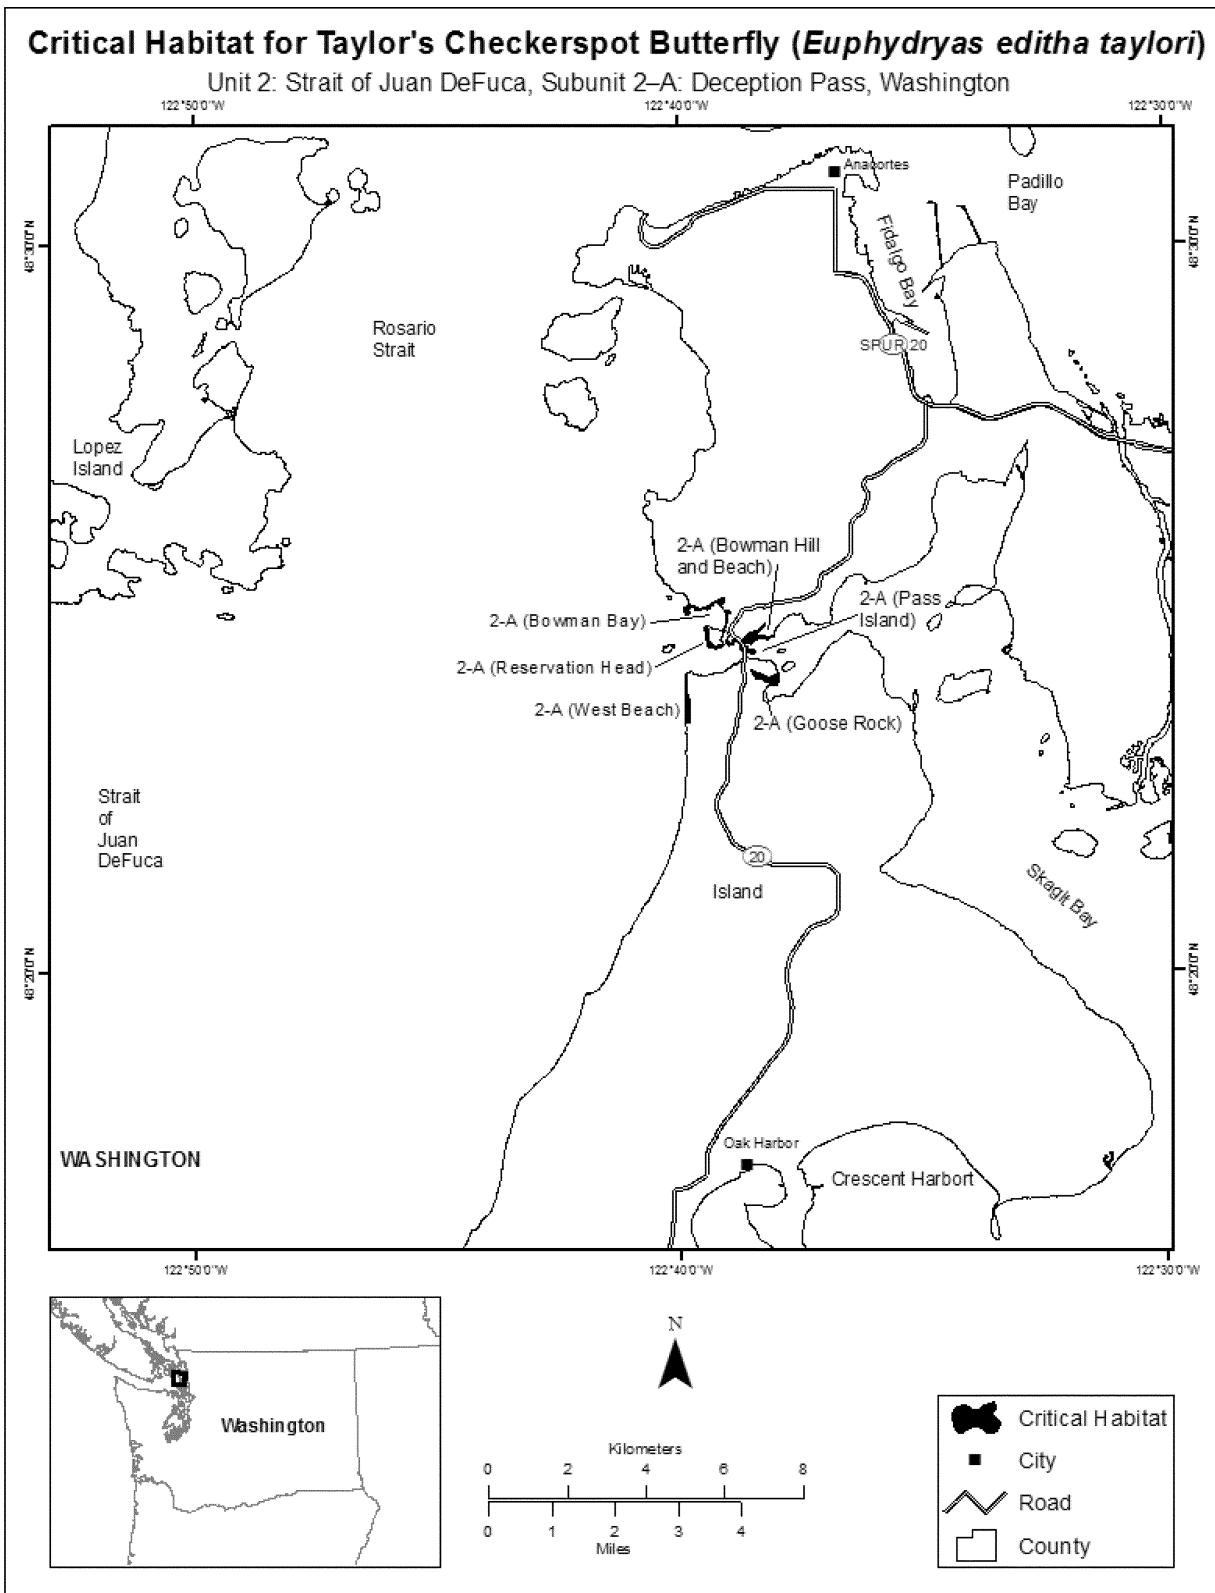 Critical Habitat for Taylor's Checkerspot Butterfly (Euphydryas editha taylori)
Unit 2: Strait of Juan DeFuca, Subunit 2–A: Deception Pass, Washington
122°50'0"W
122°40'0"W
122°30'0"W
48°30'0"N
48°30'0"N
Anacortes
Padillo
Bay
Fidalgo Bay
Rosario
Strait
SPUR 20
Lopez
Island
2-A (Bowman Hill
and Beach)
2-A (Pass
Island)
2-A (Bowman Bay)
2-A (Reservation Head)
2-A (West Beach)
2-A (Goose Rock)
Strait
of
Juan
DeFuca
20
Island
Skagit Bay
48°20'0"N
48°20'0"N
Oak Harbor
WASHINGTON
Crescent Harbort
122°50'0"W
122°40'0"W
122°30'0"W
Washington
N
Kilometers
0 2 4 6 8
0 1 2 3 4
Miles
Critical Habitat
City
Road
County